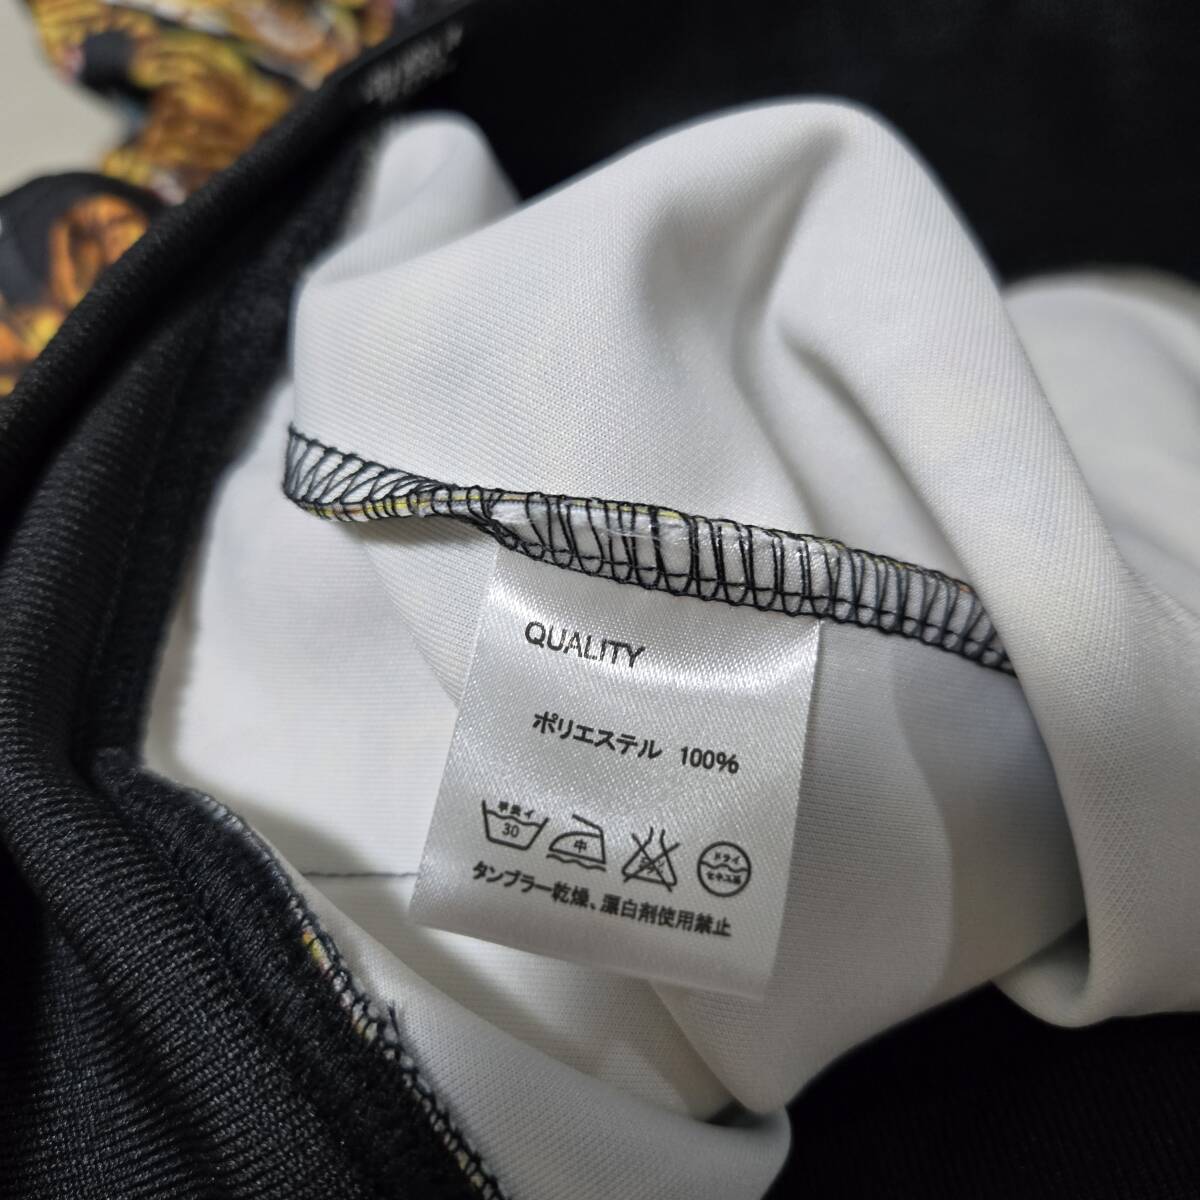 QUALITY
ポリエステル 100%
手洗イ
30
中
ドライ
セキユ系
タンブラー乾燥、漂白剤使用禁止